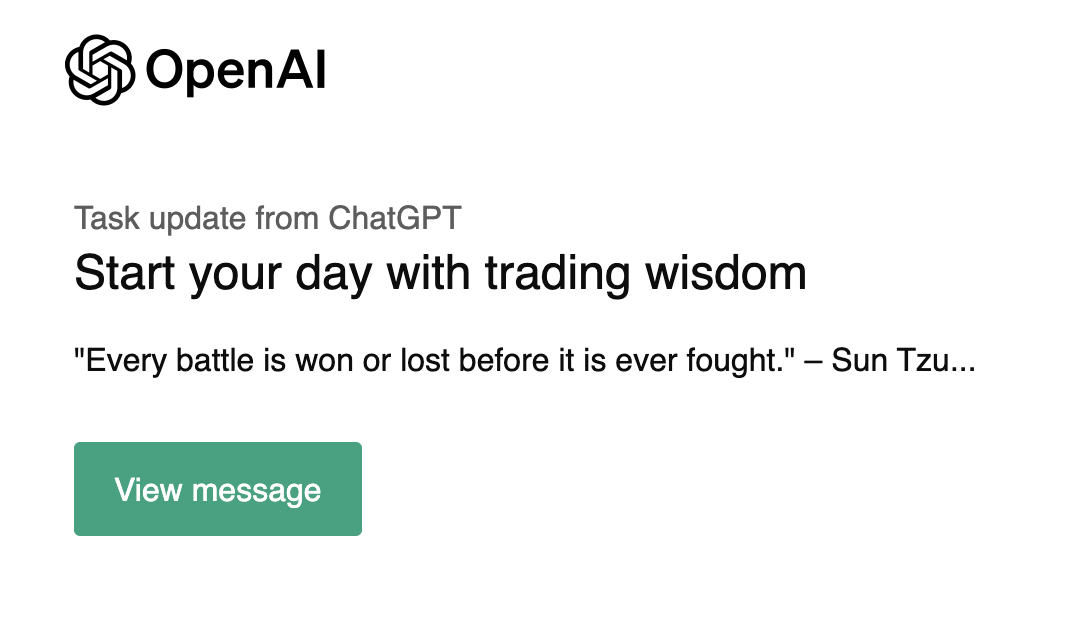 OpenAI
Task update from ChatGPT
Start your day with trading wisdom
"Every battle is won or lost before it is ever fought." – Sun Tzu...
View message